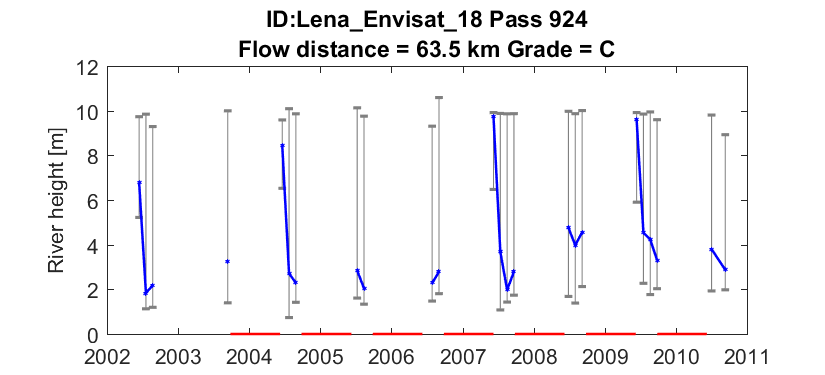 ID:Lena_Envisat_18 Pass 924
Flow distance = 63.5 km Grade = C
River height [m]
12
10
8
6
4
2
0
2002 2003 2004 2005 2006 2007 2008 2009 2010 2011